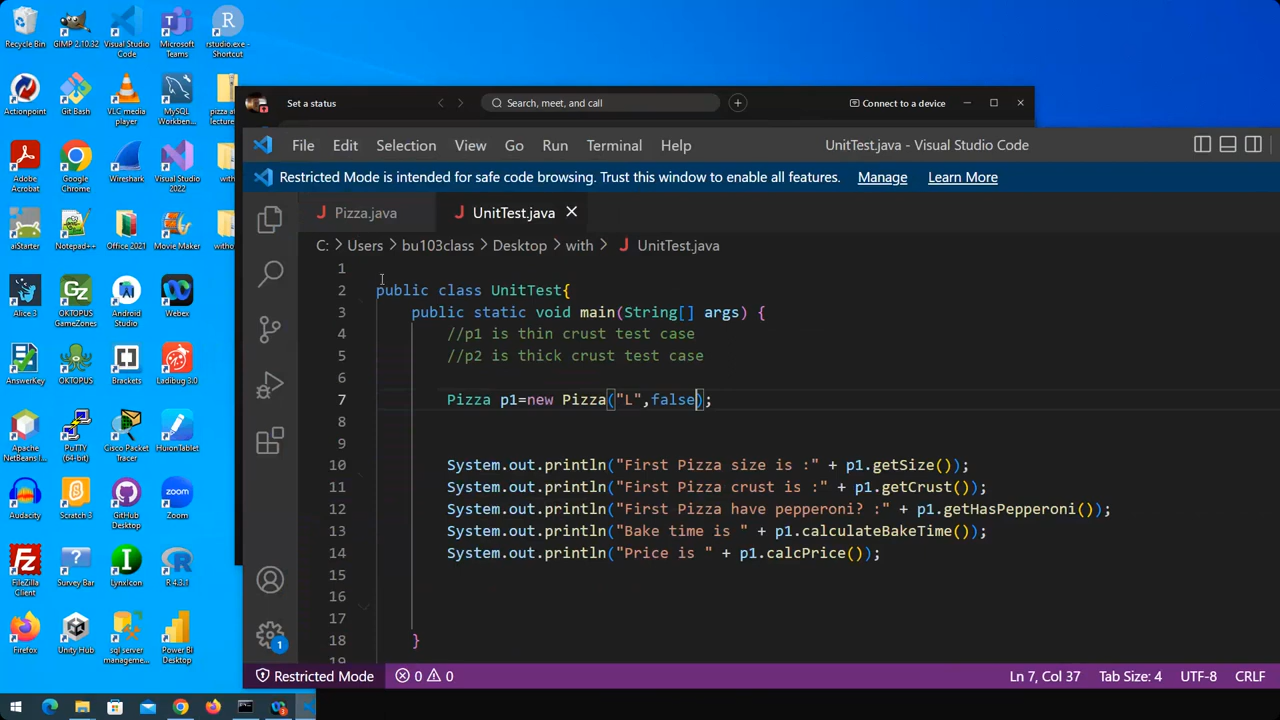 Recycle Bin
GIMP 2.10.32
Visual Studio
Code
Microsoft
Teams
rstudio.exe -
Shortcut
Actionpoint
Git Bash
VLC media
player
MySQL
Workben...
pizza af
lecture
Adobe
Acrobat
Google
Chrome
Wireshark
Visual Studio
2022
with
aiStarter
Notepad++
Office 2021
Movie Maker
witho
Alice 3
OKTOPUS
GameZones
Android
Studio
Webex
AnswerKey
OKTOPUS
Brackets
Ladibug 3.0
Apache
NetBeans I...
PuTTY
(64-bit)
Cisco Packet
Tracer
HuionTablet
Audacity
Scratch 3
GitHub
Desktop
Zoom
FileZilla
Client
Survey Bar
LynxIcon
R 4.3.1
Firefox
Unity Hub
sql server
manageme...
Power BI
Desktop
Set a status
Search, meet, and call
Connect to a device
File Edit Selection View Go Run Terminal Help
UnitTest.java - Visual Studio Code
Restricted Mode is intended for safe code browsing. Trust this window to enable all features. Manage Learn More
Pizza.java
UnitTest.java
C: > Users > bu103class > Desktop > with > UnitTest.java
1
2 public class UnitTest{
3 public static void main(String[] args) {
4 //p1 is thin crust test case
5 //p2 is thick crust test case
6
7 Pizza p1=new Pizza("L",false);
8
9
10 System.out.println("First Pizza size is :" + p1.getSize());
11 System.out.println("First Pizza crust is :" + p1.getCrust());
12 System.out.println("First Pizza have pepperoni? :" + p1.getHasPepperoni());
13 System.out.println("Bake time is " + p1.calculateBakeTime());
14 System.out.println("Price is " + p1.calcPrice());
15
16
17
18 }
19
1
Restricted Mode 0 0 Ln 7, Col 37 Tab Size: 4 UTF-8 CRLF